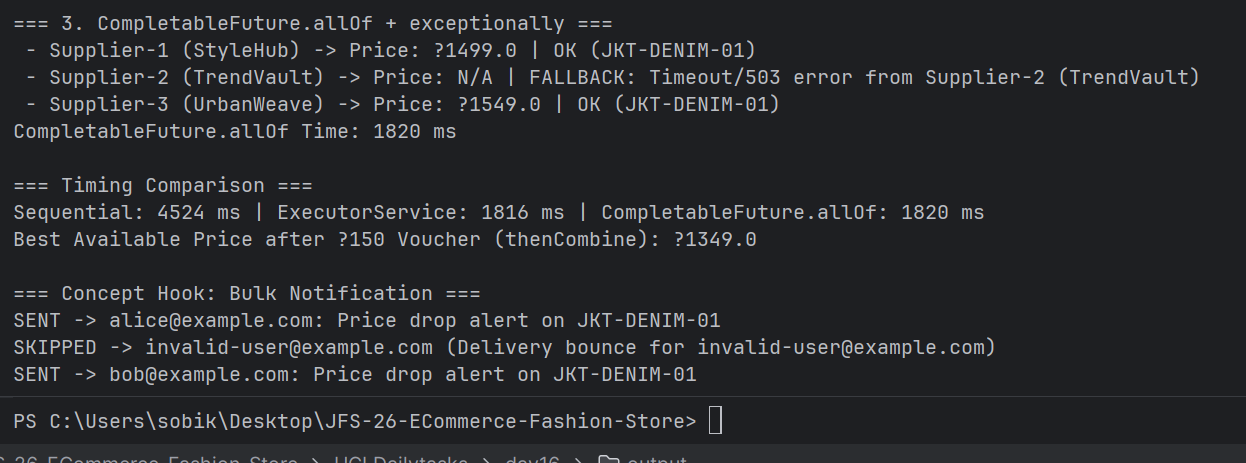 === 3. CompletableFuture.allOf + exceptionally ===
 - Supplier-1 (StyleHub) -> Price: ?1499.0 | OK (JKT-DENIM-01)
 - Supplier-2 (TrendVault) -> Price: N/A | FALLBACK: Timeout/503 error from Supplier-2 (TrendVault)
 - Supplier-3 (UrbanWeave) -> Price: ?1549.0 | OK (JKT-DENIM-01)
CompletableFuture.allOf Time: 1820 ms

=== Timing Comparison ===
Sequential: 4524 ms | ExecutorService: 1816 ms | CompletableFuture.allOf: 1820 ms
Best Available Price after ?150 Voucher (thenCombine): ?1349.0

=== Concept Hook: Bulk Notification ===
SENT -> alice@example.com: Price drop alert on JKT-DENIM-01
SKIPPED -> invalid-user@example.com (Delivery bounce for invalid-user@example.com)
SENT -> bob@example.com: Price drop alert on JKT-DENIM-01
PS C:\Users\sobik\Desktop\JFS-26-ECommerce-Fashion-Store>